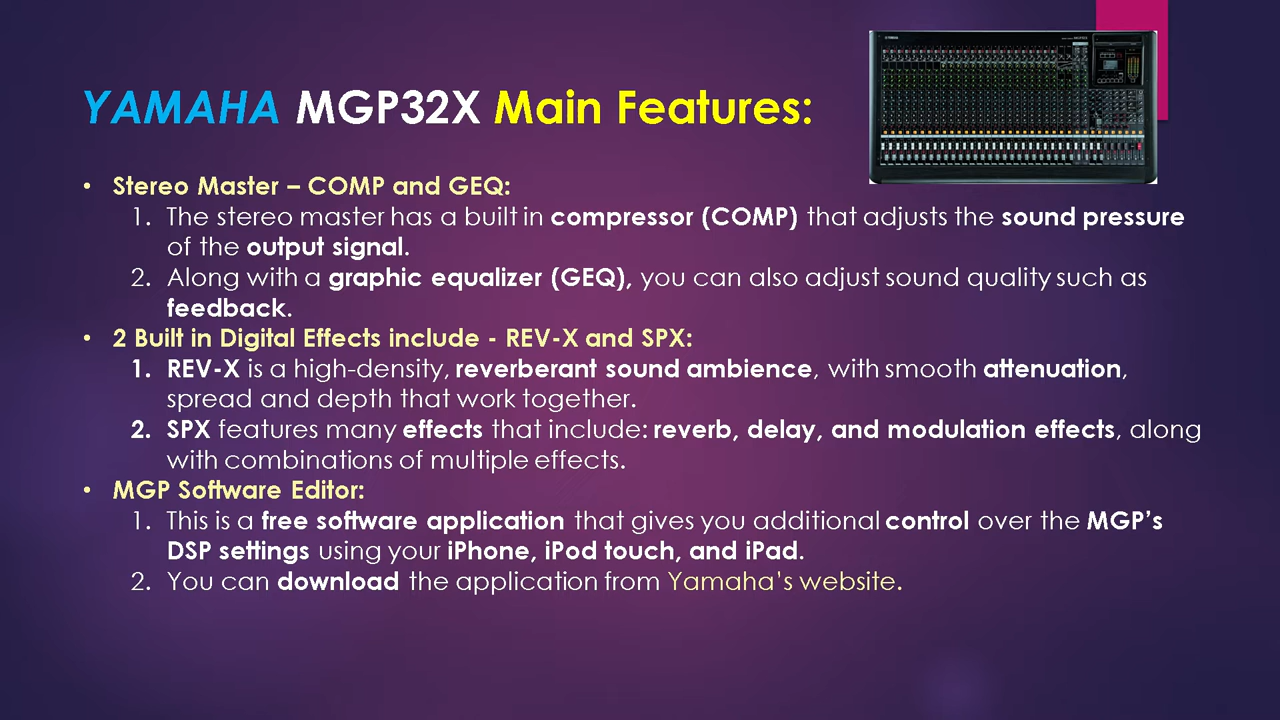 YAMAHA MGP32X Main Features:
• Stereo Master – COMP and GEQ:
1. The stereo master has a built in compressor (COMP) that adjusts the sound pressure
of the output signal.
2. Along with a graphic equalizer (GEQ), you can also adjust sound quality such as
feedback.
• 2 Built in Digital Effects include - REV-X and SPX:
1. REV-X is a high-density, reverberant sound ambience, with smooth attenuation,
spread and depth that work together.
2. SPX features many effects that include: reverb, delay, and modulation effects, along
with combinations of multiple effects.
• MGP Software Editor:
1. This is a free software application that gives you additional control over the MGP’s
DSP settings using your iPhone, iPod touch, and iPad.
2. You can download the application from Yamaha’s website.